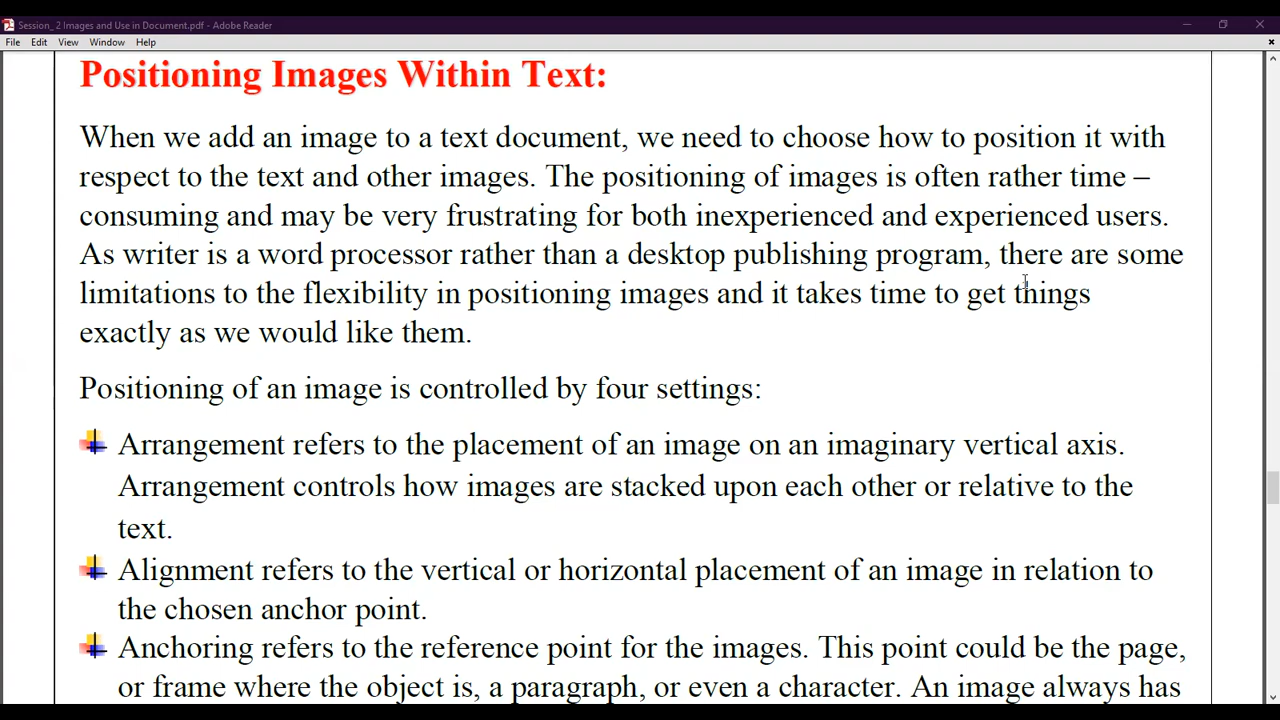 Session_ 2 Images and Use in Document.pdf - Adobe Reader
File Edit View Window Help
Positioning Images Within Text:
When we add an image to a text document, we need to choose how to position it with
respect to the text and other images. The positioning of images is often rather time –
consuming and may be very frustrating for both inexperienced and experienced users.
As writer is a word processor rather than a desktop publishing program, there are some
limitations to the flexibility in positioning images and it takes time to get things
exactly as we would like them.
Positioning of an image is controlled by four settings:
Arrangement refers to the placement of an image on an imaginary vertical axis.
Arrangement controls how images are stacked upon each other or relative to the
text.
Alignment refers to the vertical or horizontal placement of an image in relation to
the chosen anchor point.
Anchoring refers to the reference point for the images. This point could be the page,
or frame where the object is, a paragraph, or even a character. An image always has